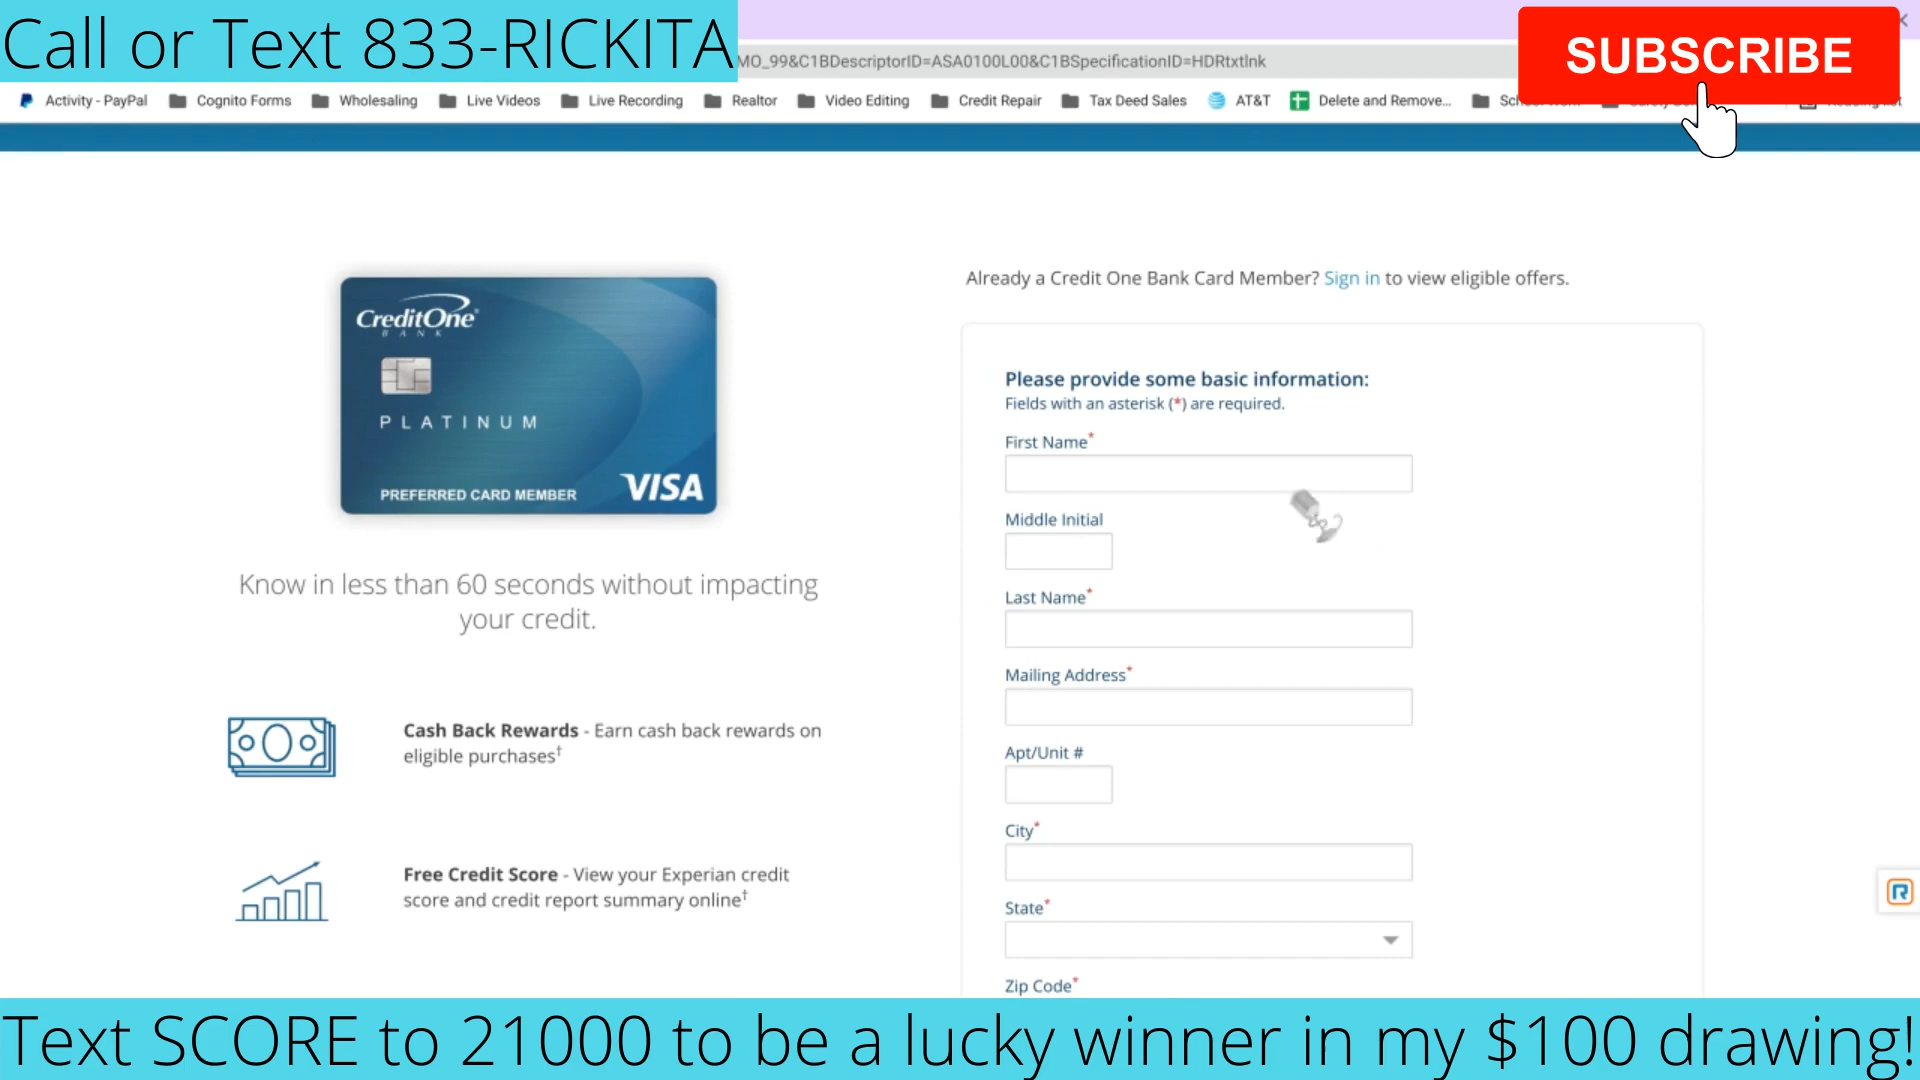 Call or Text 833-RICKITA
SUBSCRIBE
MO_99&C1BDescriptorID=ASA0100L00&C1BSpecificationID=HDRtxtlnk
Activity - PayPal Cognito Forms Wholesaling Live Videos Live Recording Realtor Video Editing Credit Repair Tax Deed Sales AT&T Delete and Remove...
Already a Credit One Bank Card Member? Sign in to view eligible offers.
CreditOne®
BANK
PLATINUM
PREFERRED CARD MEMBER VISA
Know in less than 60 seconds without impacting
your credit.
Cash Back Rewards - Earn cash back rewards on
eligible purchases†
Free Credit Score - View your Experian credit
score and credit report summary online†
Please provide some basic information:
Fields with an asterisk (*) are required.
First Name*
Middle Initial
Last Name*
Mailing Address*
Apt/Unit #
City*
State*
Zip Code*
Text SCORE to 21000 to be a lucky winner in my $100 drawing!